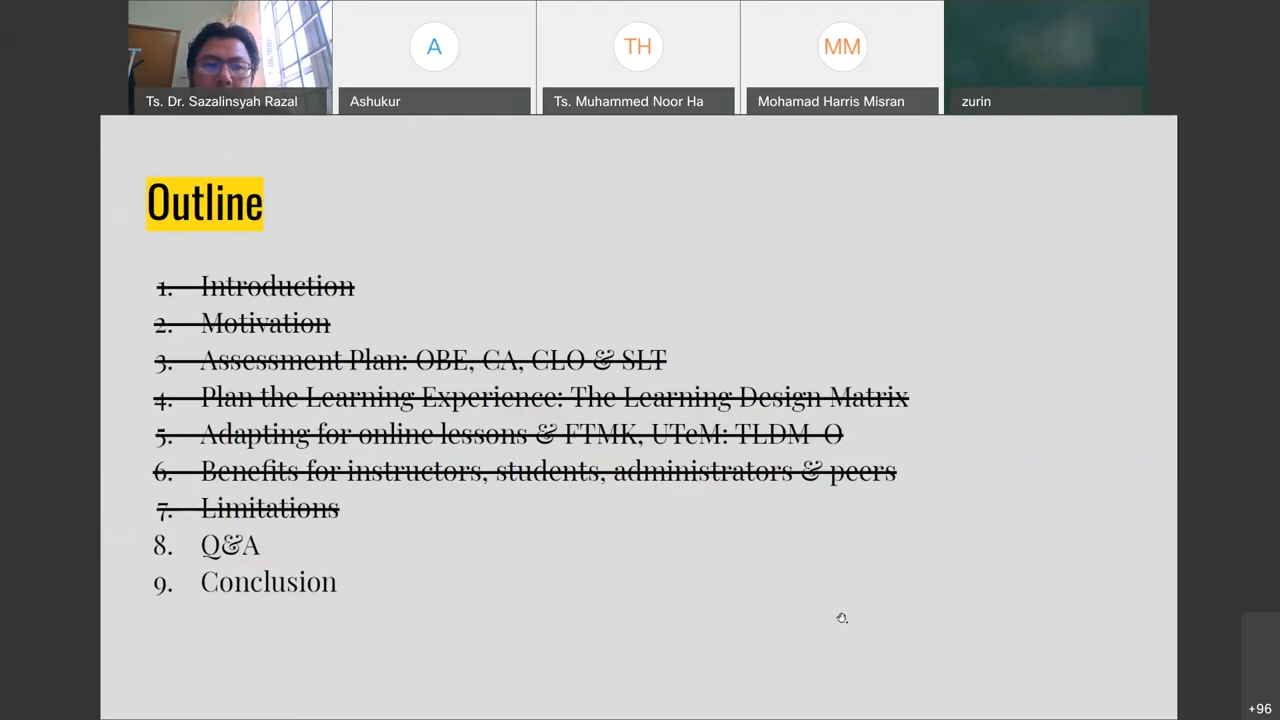 A
TH
MM
Ts. Dr. Sazalinsyah Razal
Ashukur
Ts. Muhammed Noor Ha
Mohamad Harris Misran
zurin
Outline
1. Introduction
2. Motivation
3. Assessment Plan: OBE, CA, CLO & SLT
4. Plan the Learning Experience: The Learning Design Matrix
5. Adapting for online lessons & FTMK, UTeM: TLDM-O
6. Benefits for instructors, students, administrators & peers
7. Limitations
8. Q&A
9. Conclusion
+96